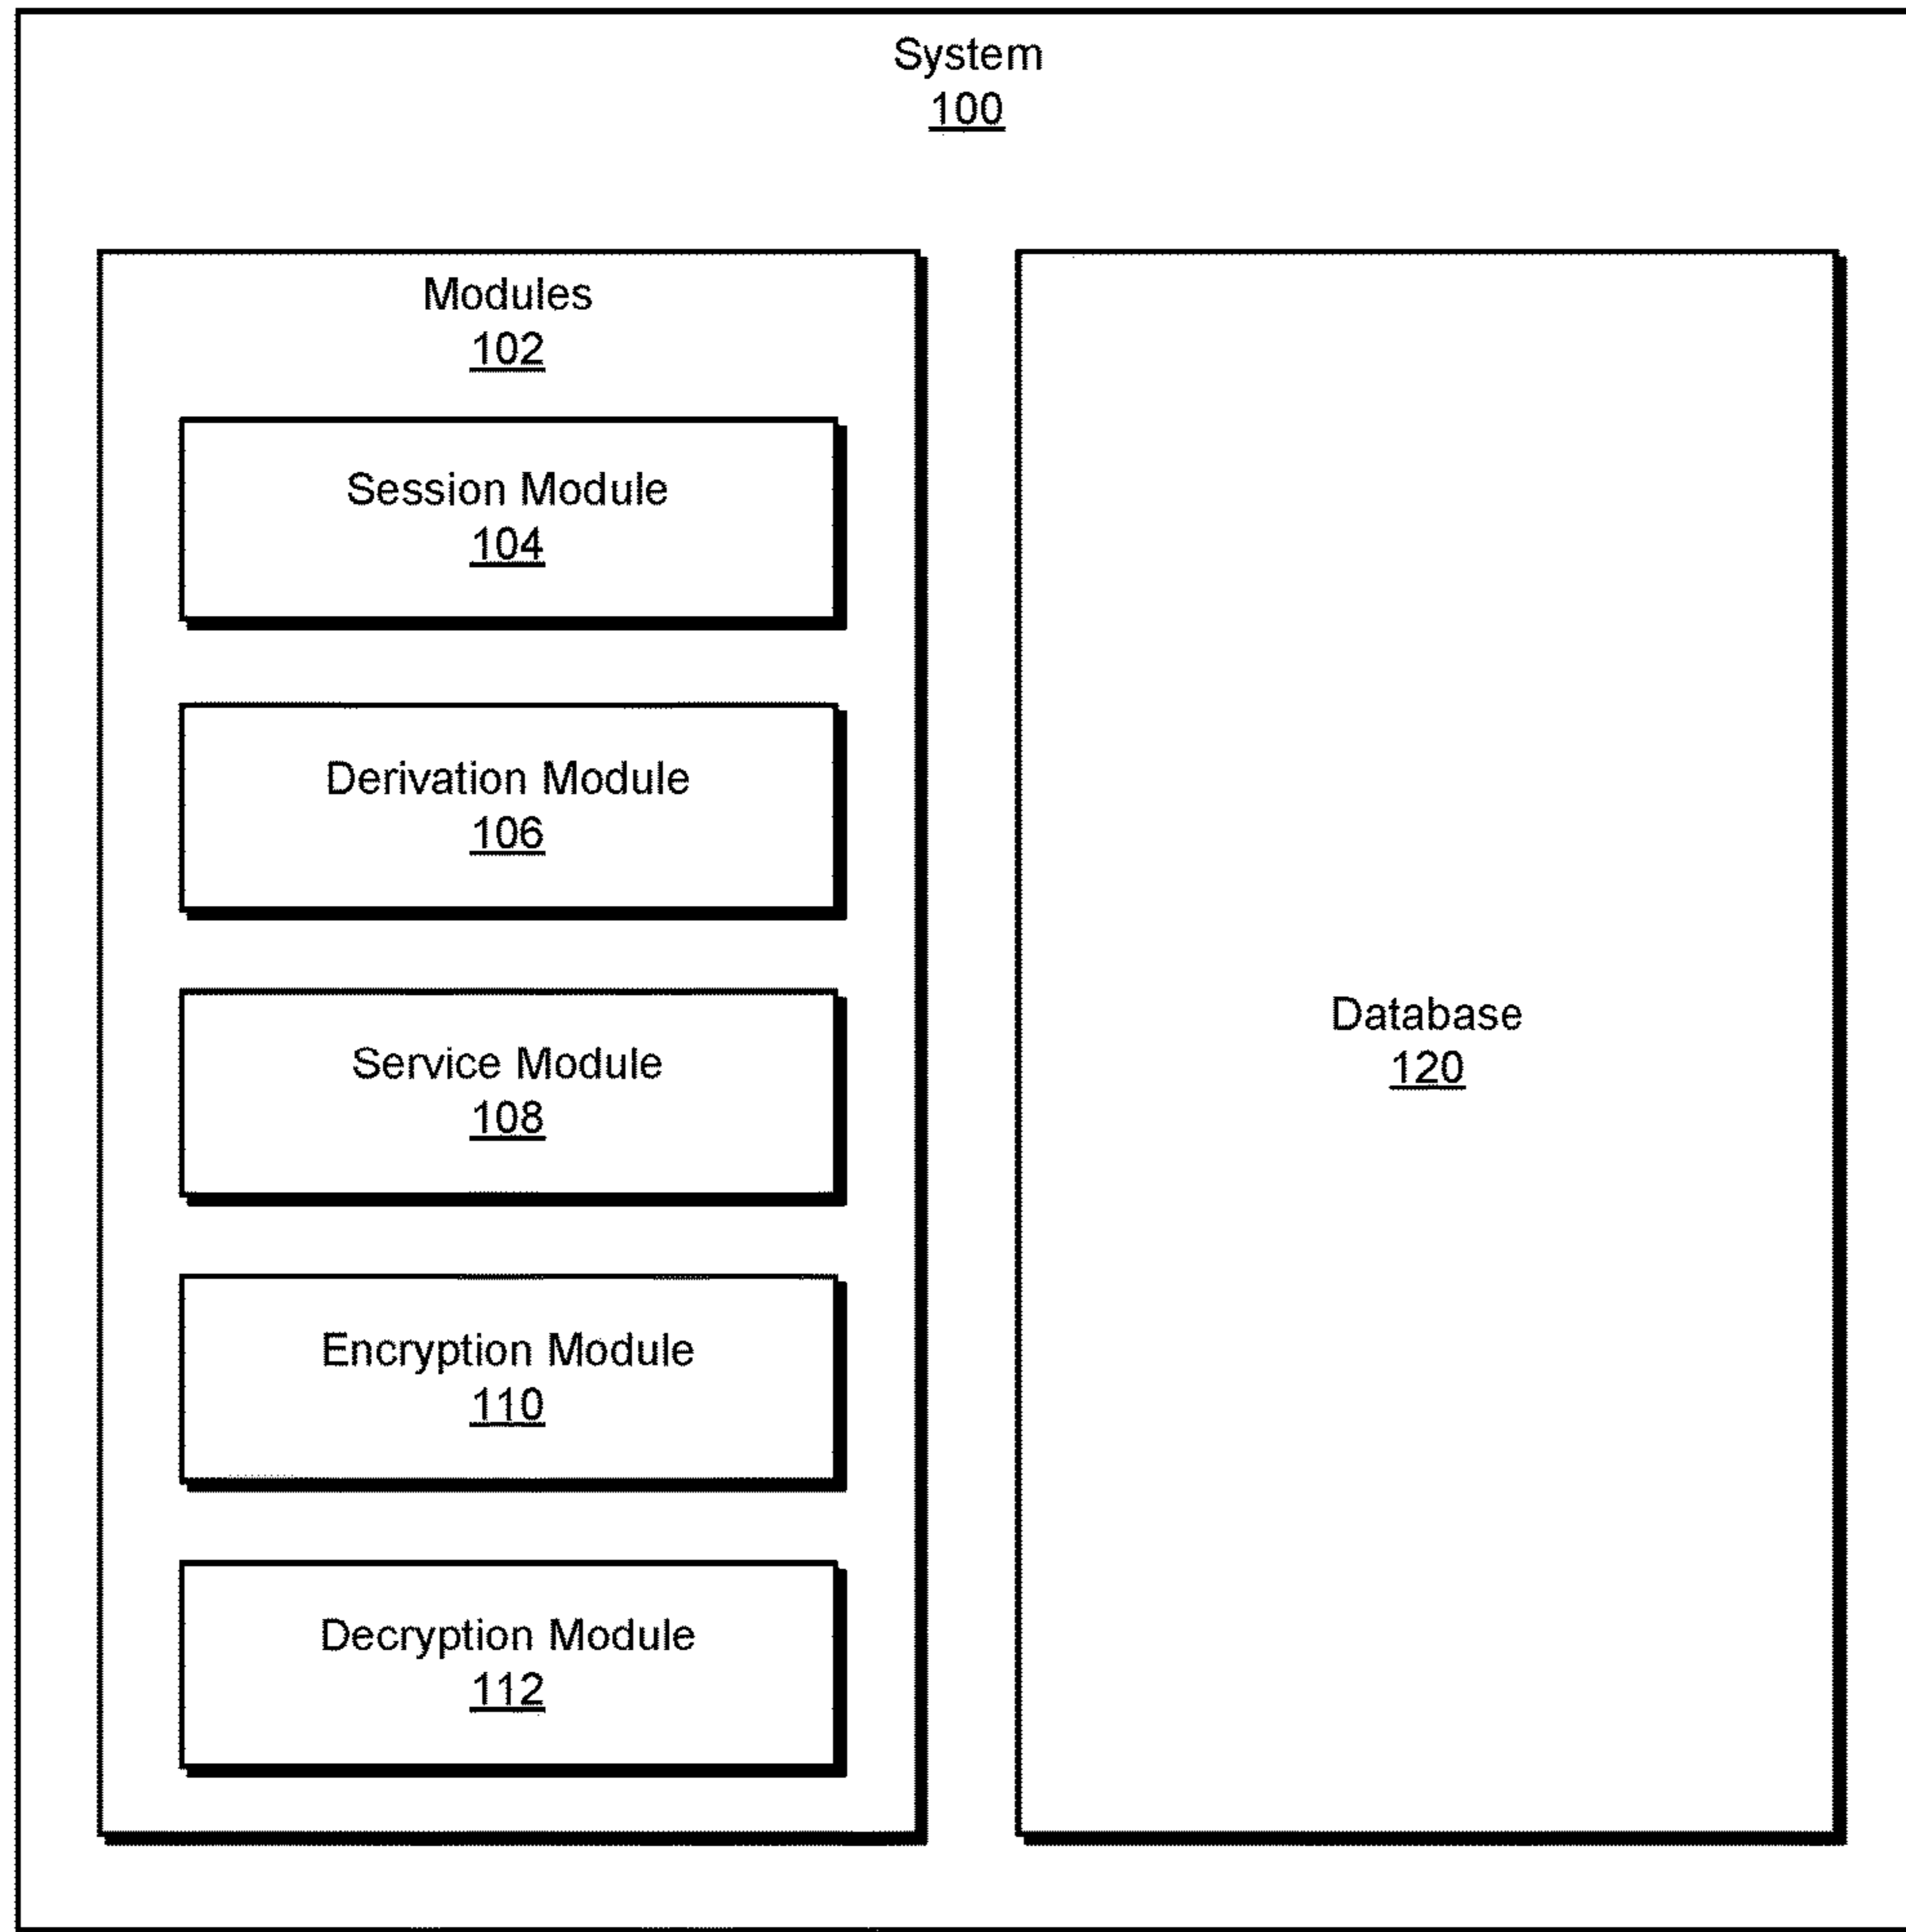 System
100
Modules
102
Session Module
104
Derivation Module
106
Service Module
108
Encryption Module
110
Decryption Module
112
Database
120